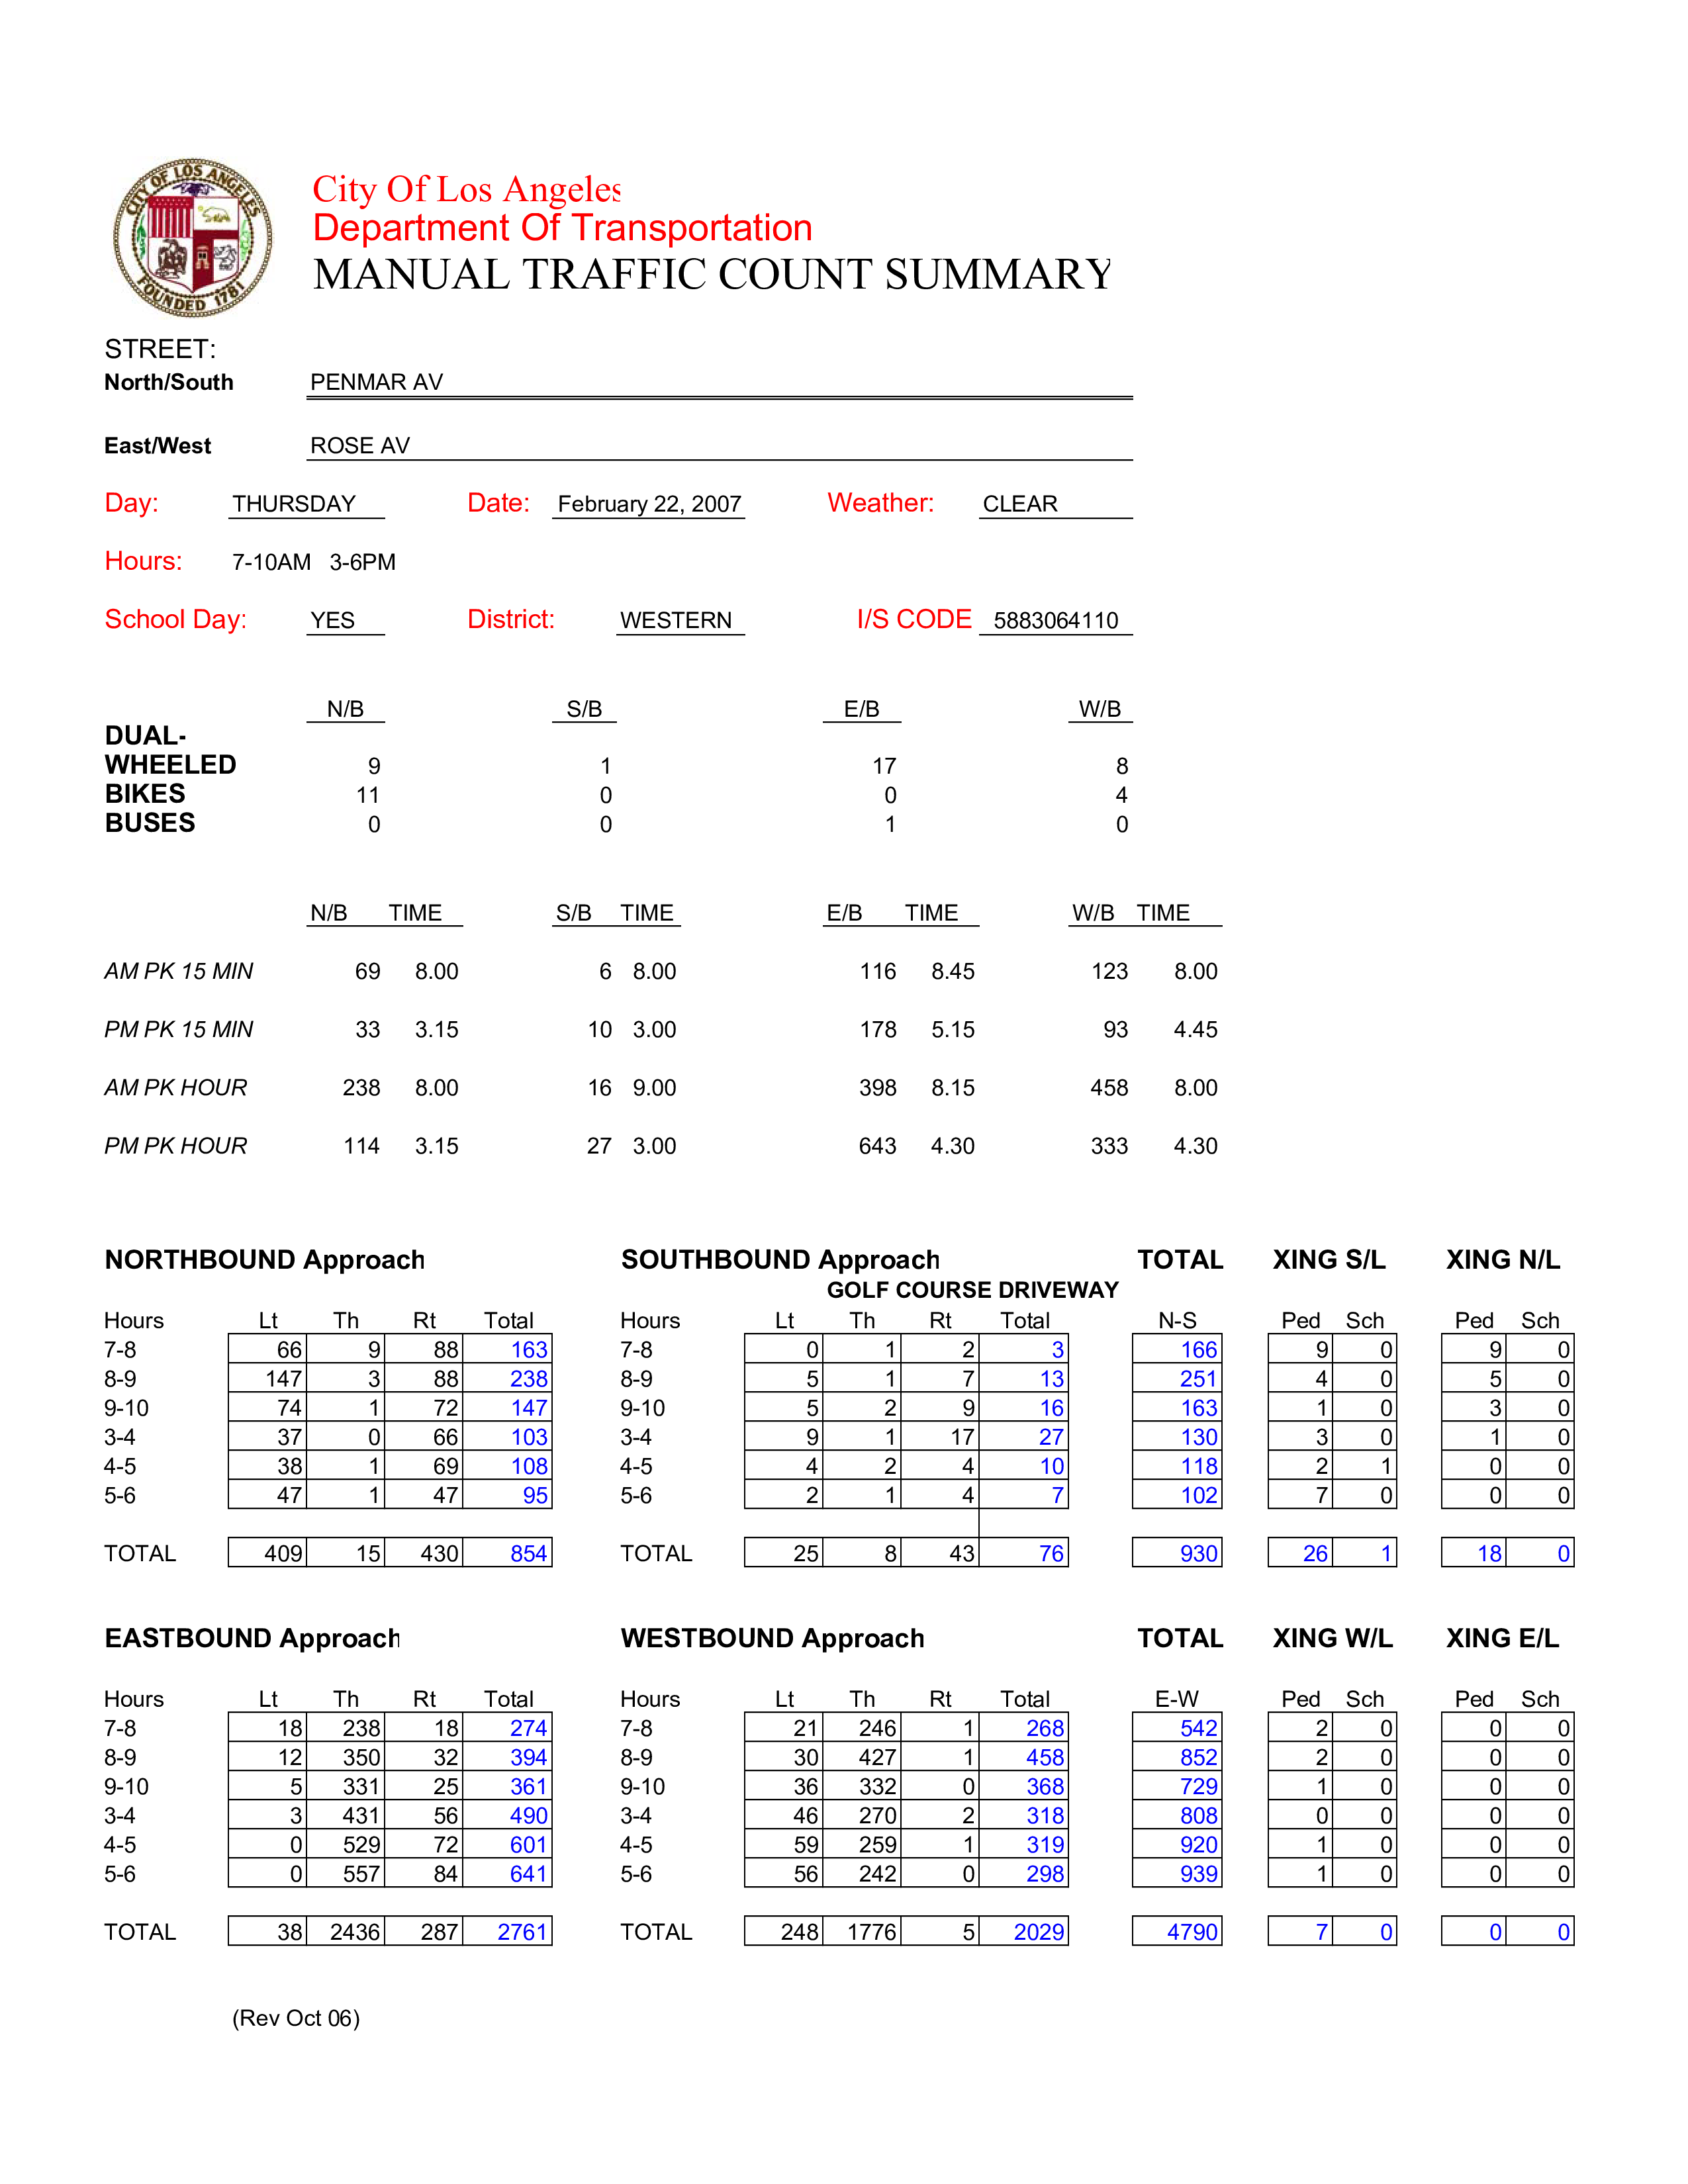 CITY OF LOS ANGELES
FOUNDED 1781
City Of Los Angeles
Department Of Transportation
MANUAL TRAFFIC COUNT SUMMARY
STREET:
North/South PENMAR AV
East/West ROSE AV
Day: THURSDAY Date: February 22, 2007 Weather: CLEAR
Hours: 7-10AM 3-6PM
School Day: YES District: WESTERN I/S CODE 5883064110
N/B S/B E/B W/B
DUAL-
WHEELED 9 1 17 8
BIKES 11 0 0 4
BUSES 0 0 1 0
N/B TIME S/B TIME E/B TIME W/B TIME
AM PK 15 MIN 69 8.00 6 8.00 116 8.45 123 8.00
PM PK 15 MIN 33 3.15 10 3.00 178 5.15 93 4.45
AM PK HOUR 238 8.00 16 9.00 398 8.15 458 8.00
PM PK HOUR 114 3.15 27 3.00 643 4.30 333 4.30
NORTHBOUND Approach SOUTHBOUND Approach TOTAL XING S/L XING N/L
GOLF COURSE DRIVEWAY
Hours Lt Th Rt Total Hours Lt Th Rt Total N-S Ped Sch Ped Sch
7-8 66 9 88 163 7-8 0 1 2 3 166 9 0 9 0
8-9 147 3 88 238 8-9 5 1 7 13 251 4 0 5 0
9-10 74 1 72 147 9-10 5 2 9 16 163 1 0 3 0
3-4 37 0 66 103 3-4 9 1 17 27 130 3 0 1 0
4-5 38 1 69 108 4-5 4 2 4 10 118 2 1 0 0
5-6 47 1 47 95 5-6 2 1 4 7 102 7 0 0 0
TOTAL 409 15 430 854 TOTAL 25 8 43 76 930 26 1 18 0
EASTBOUND Approach WESTBOUND Approach TOTAL XING W/L XING E/L
Hours Lt Th Rt Total Hours Lt Th Rt Total E-W Ped Sch Ped Sch
7-8 18 238 18 274 7-8 21 246 1 268 542 2 0 0 0
8-9 12 350 32 394 8-9 30 427 1 458 852 2 0 0 0
9-10 5 331 25 361 9-10 36 332 0 368 729 1 0 0 0
3-4 3 431 56 490 3-4 46 270 2 318 808 0 0 0 0
4-5 0 529 72 601 4-5 59 259 1 319 920 1 0 0 0
5-6 0 557 84 641 5-6 56 242 0 298 939 1 0 0 0
TOTAL 38 2436 287 2761 TOTAL 248 1776 5 2029 4790 7 0 0 0
(Rev Oct 06)